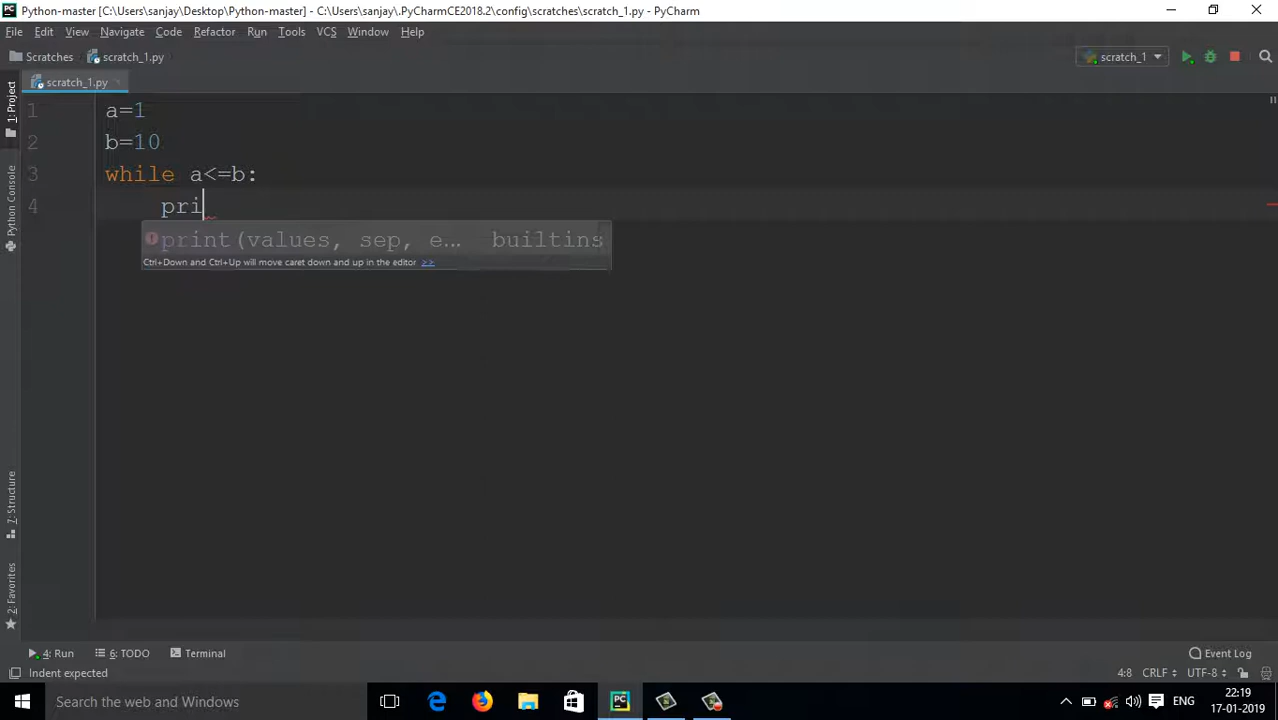 Python-master [C:\Users\sanjay\Desktop\Python-master] - C:\Users\sanjay\.PyCharmCE2018.2\config\scratches\scratch_1.py - PyCharm
File Edit View Navigate Code Refactor Run Tools VCS Window Help
Scratches scratch_1.py scratch_1
scratch_1.py
1: Project
1 a=1
2 b=10
3 while a<=b:
4 pri
print(values, sep, e... builtins
Ctrl+Down and Ctrl+Up will move caret down and up in the editor >>
Python Console
7: Structure
2: Favorites
4: Run 6: TODO Terminal Event Log
Indent expected 4:8 CRLF UTF-8
Search the web and Windows PC ENG 22:19
17-01-2019